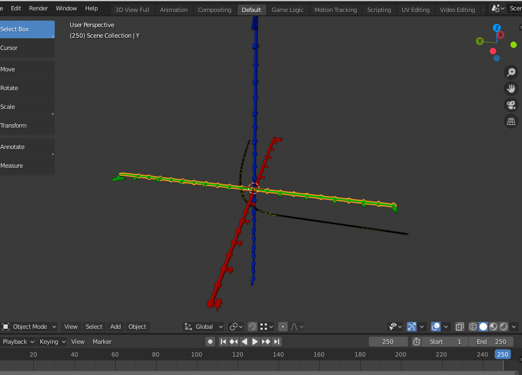 e Edit Render Window Help 3D View Full Animation Compositing Default Game Logic Motion Tracking Scripting UV Editing Video Editing Scen
Select Box
Cursor
Move
Rotate
Scale
Transform
Annotate
Measure
User Perspective
(250) Scene Collection | Y
Z
Y
Object Mode View Select Add Object Global
Playback Keying View Marker 250 Start 1 End 250
20 40 60 80 100 120 140 160 180 200 220 240 250